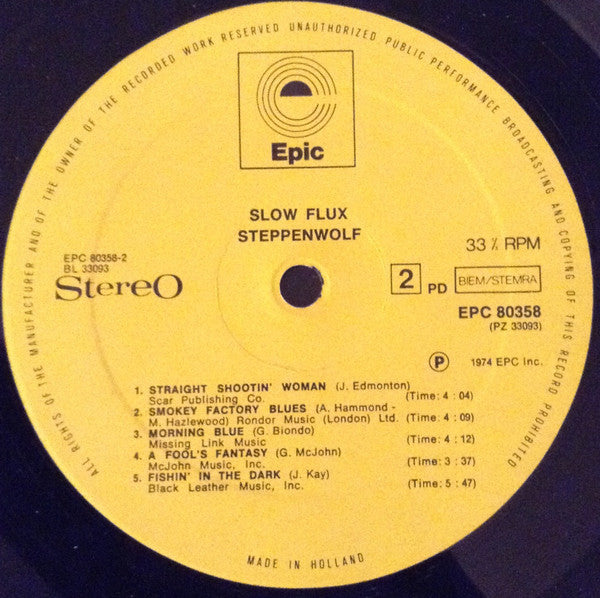 ALL RIGHTS OF THE MANUFACTURER AND OF THE OWNER OF THE RECORDED WORK RESERVED UNAUTHORIZED PUBLIC PERFORMANCE BROADCASTING AND COPYING OF THIS RECORD PROHIBITED
Epic
SLOW FLUX
STEPPENWOLF
EPC 80358-2
BL 33093
Stereo
33⅓ RPM
2 PD BIEM/STEMRA
EPC 80358
(PZ 33093)
Ⓟ 1974 EPC Inc.
1. STRAIGHT SHOOTIN' WOMAN (J. Edmonton)
Scar Publishing Co. (Time: 4 : 04)
2. SMOKEY FACTORY BLUES (A. Hammond -
M. Hazlewood) Rondor Music (London) Ltd. (Time: 4 : 09)
3. MORNING BLUE (G. Biondo)
Missing Link Music (Time: 4 : 12)
4. A FOOL'S FANTASY (G. McJohn)
McJohn Music, Inc. (Time: 3 : 37)
5. FISHIN' IN THE DARK (J. Kay)
Black Leather Music, Inc. (Time: 5 : 47)
MADE IN HOLLAND